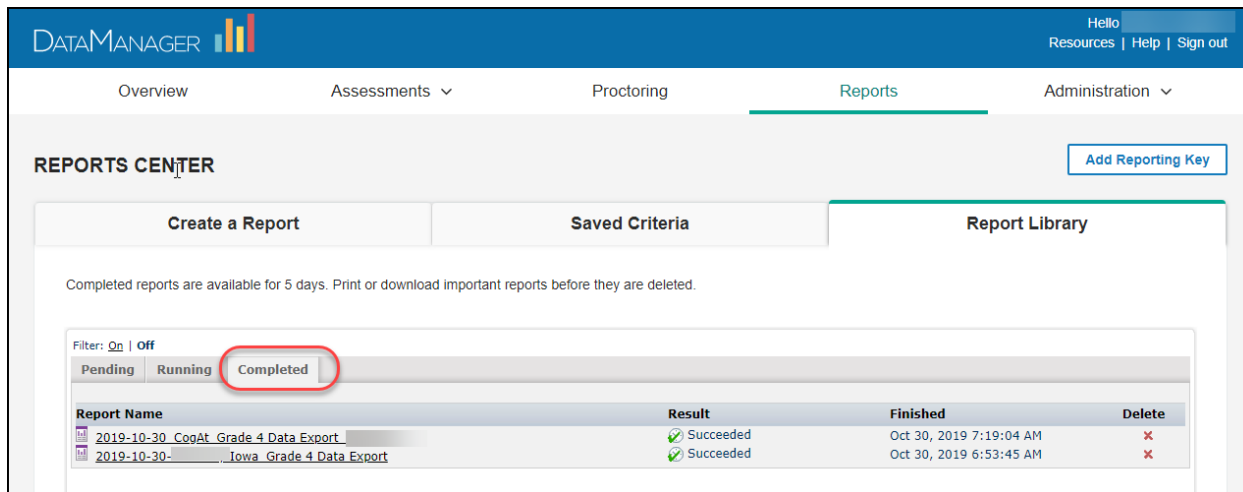 Hello
DATAMANAGER
Resources | Help | Sign out
Overview Assessments Proctoring Reports Administration
REPORTS CENTER
Add Reporting Key
Create a Report Saved Criteria Report Library
Completed reports are available for 5 days. Print or download important reports before they are deleted.
Filter: On | Off
Pending Running Completed
Report Name Result Finished Delete
2019-10-30_CogAt_Grade 4 Data Export_ Succeeded Oct 30, 2019 7:19:04 AM
2019-10-30- Iowa_Grade 4 Data Export Succeeded Oct 30, 2019 6:53:45 AM